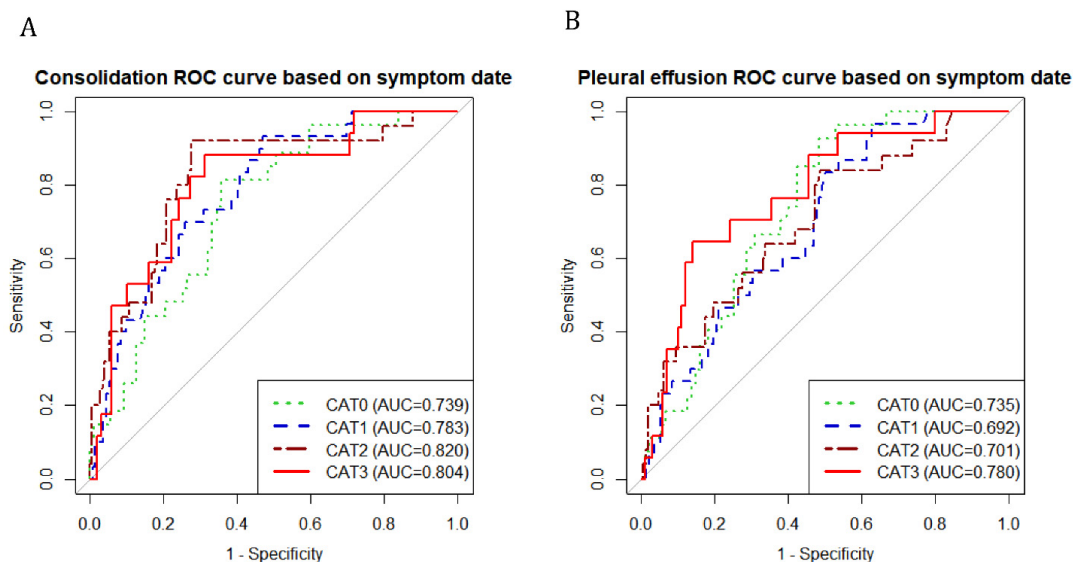 A
Consolidation ROC curve based on symptom date
Sensitivity
1.0
0.8
0.6
0.4
0.2
0.0
CAT0 (AUC=0.739)
CAT1 (AUC=0.783)
CAT2 (AUC=0.820)
CAT3 (AUC=0.804)
0.0 0.2 0.4 0.6 0.8 1.0
1 - Specificity
B
Pleural effusion ROC curve based on symptom date
Sensitivity
1.0
0.8
0.6
0.4
0.2
0.0
CAT0 (AUC=0.735)
CAT1 (AUC=0.692)
CAT2 (AUC=0.701)
CAT3 (AUC=0.780)
0.0 0.2 0.4 0.6 0.8 1.0
1 - Specificity